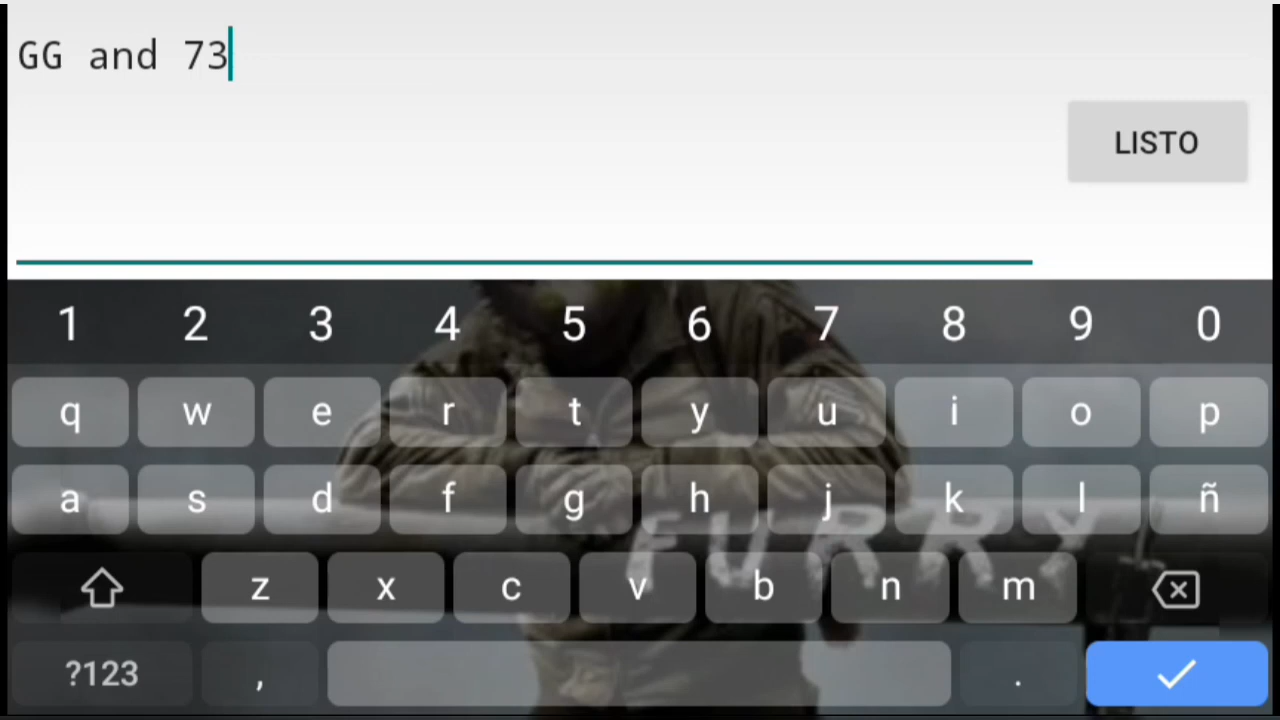 GG and 73
LISTO
1 2 3 4 5 6 7 8 9 0
q w e r t y u i o p
a s d f g h j k l ñ
FURRY
z x c v b n m
?123 , .